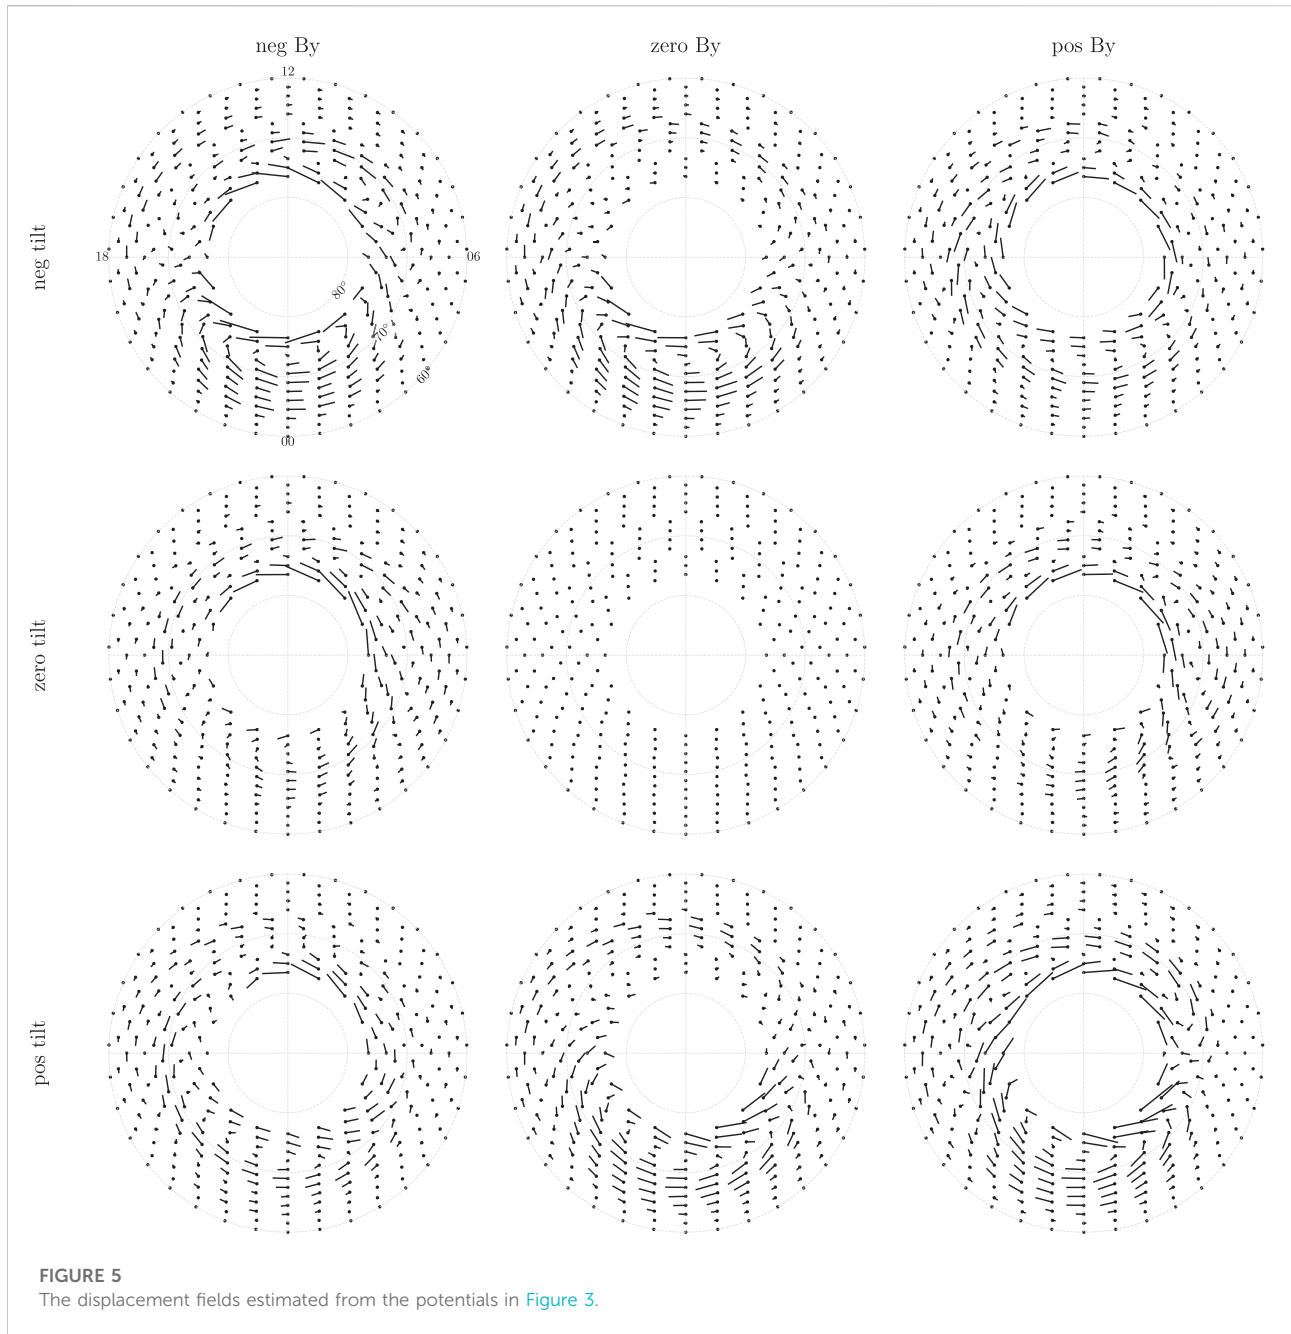 neg By
zero By
pos By
12
neg tilt
18
06
80°
70°
60°
00
zero tilt
pos tilt
FIGURE 5
The displacement fields estimated from the potentials in Figure 3.